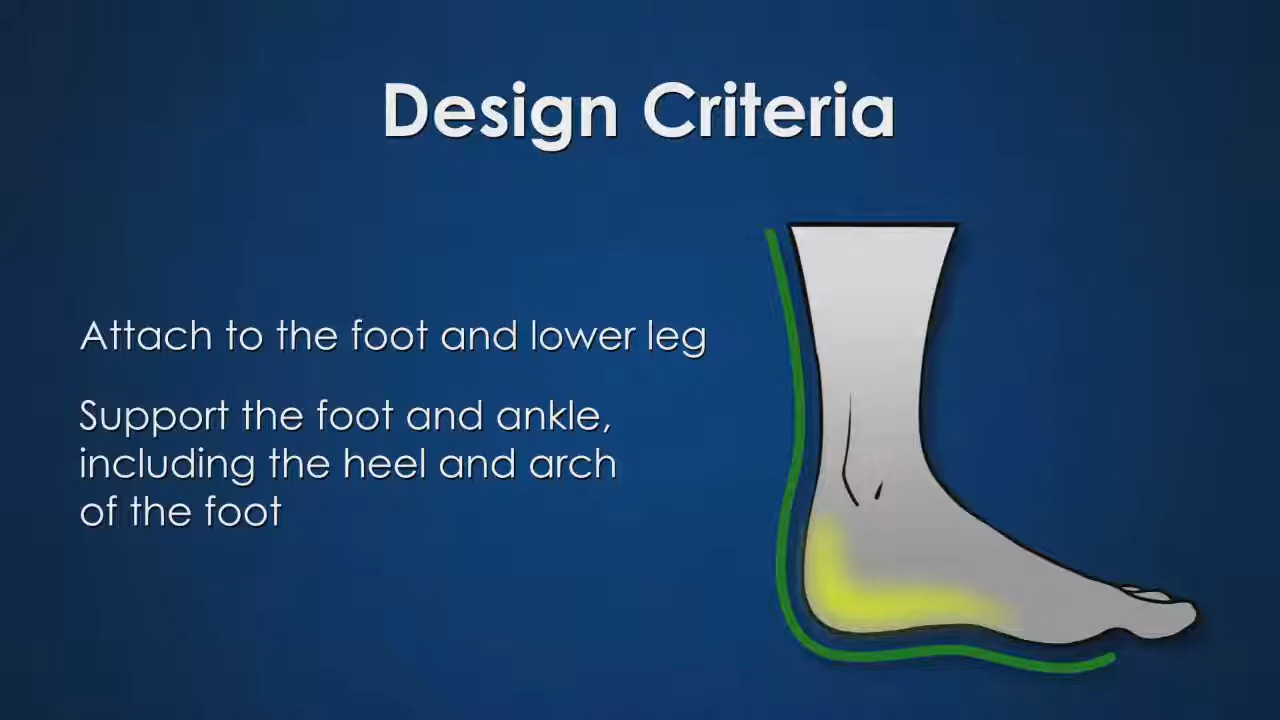 Design Criteria
Attach to the foot and lower leg
Support the foot and ankle,
including the heel and arch
of the foot